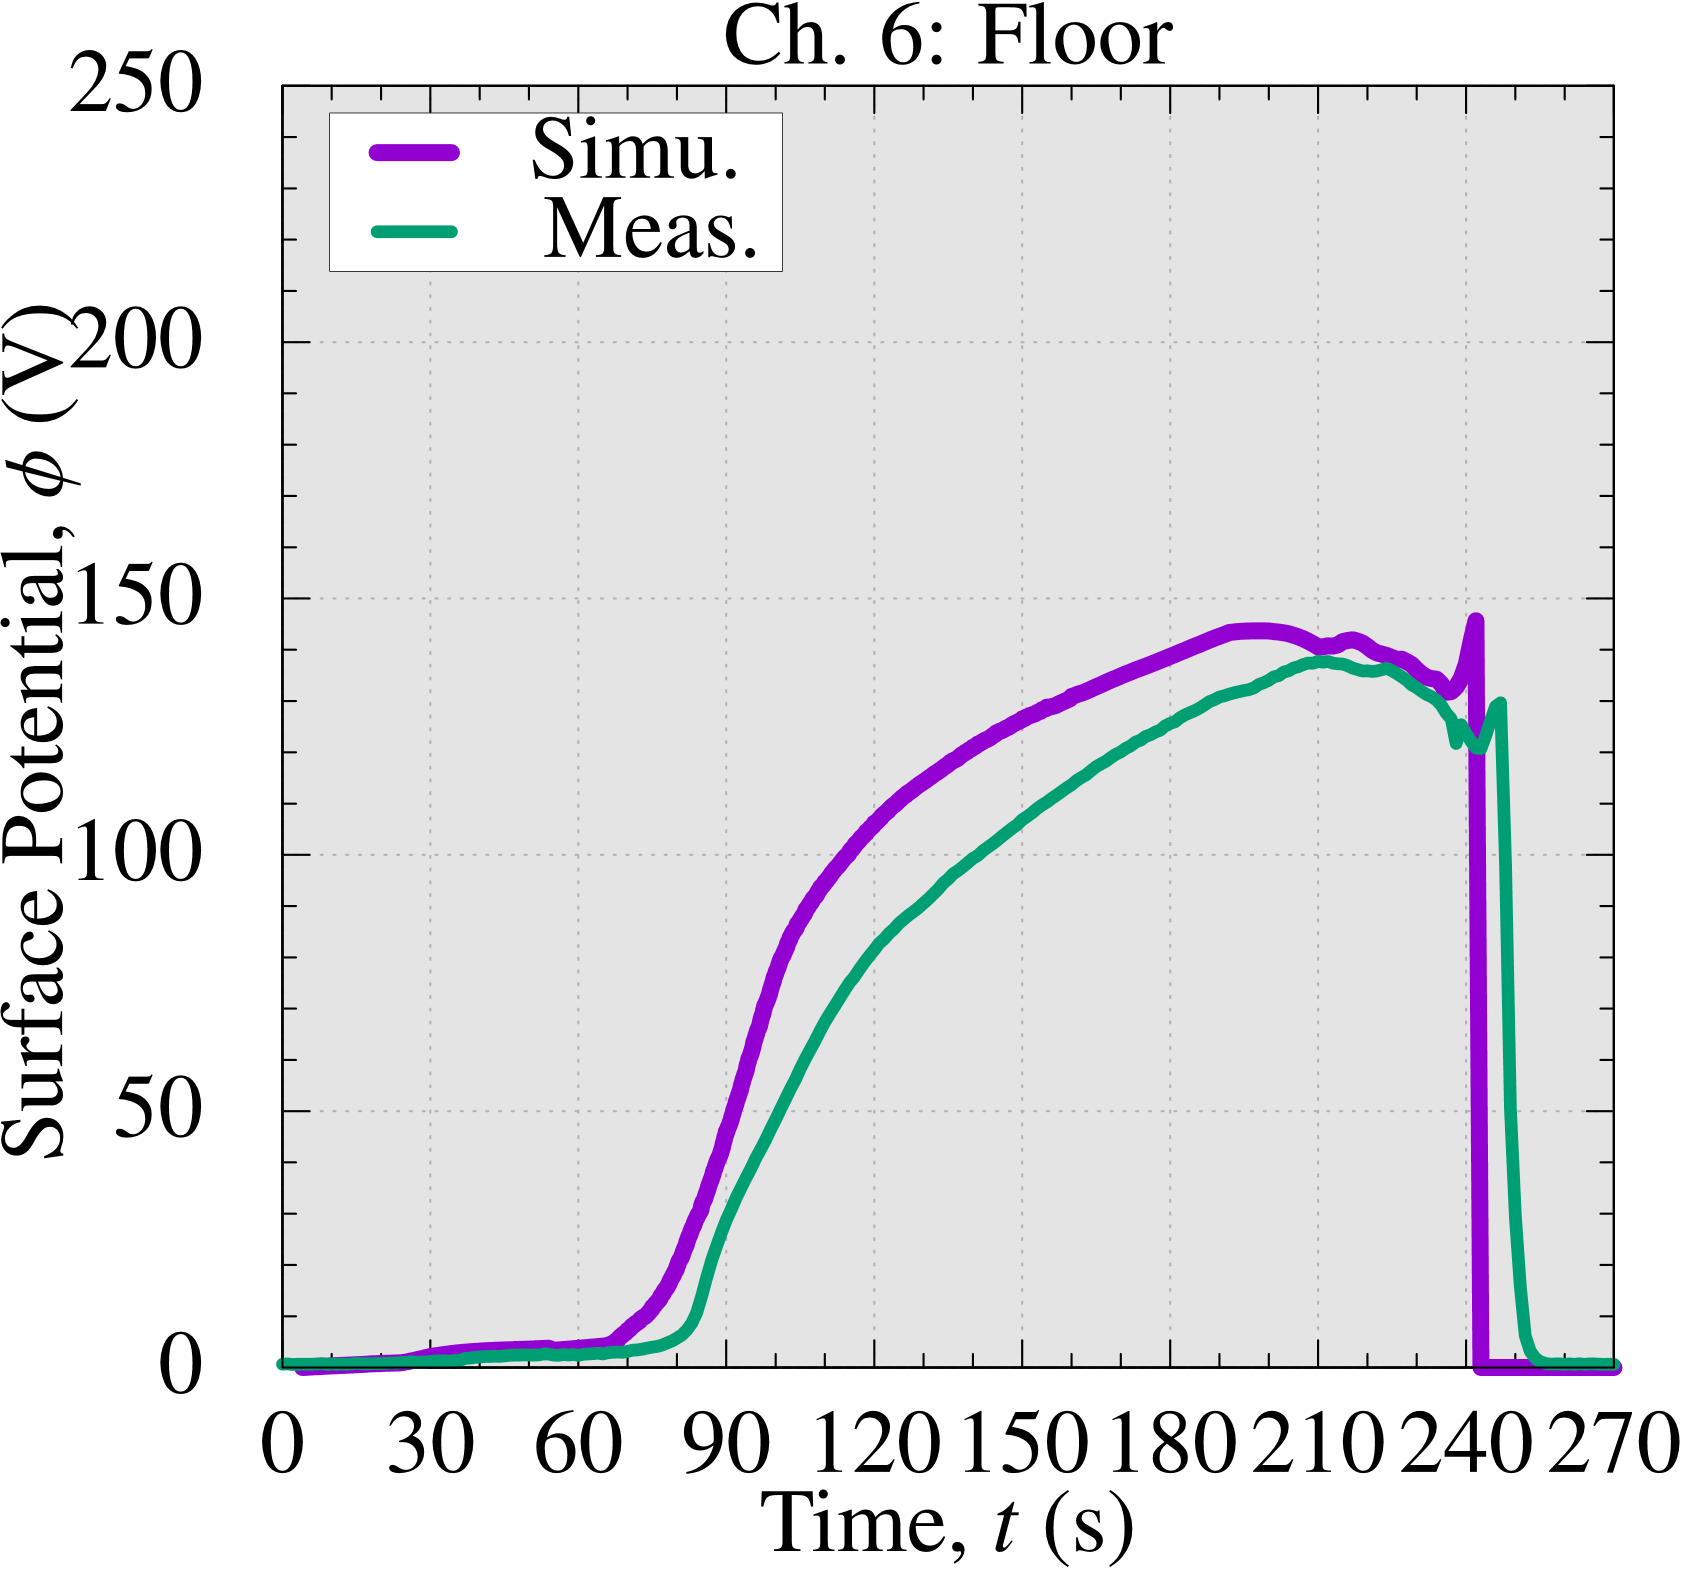 Ch. 6: Floor
Simu.
Meas.
Surface Potential, ϕ (V)
250
200
150
100
50
0
0 30 60 90 120 150 180 210 240 270
Time, t (s)